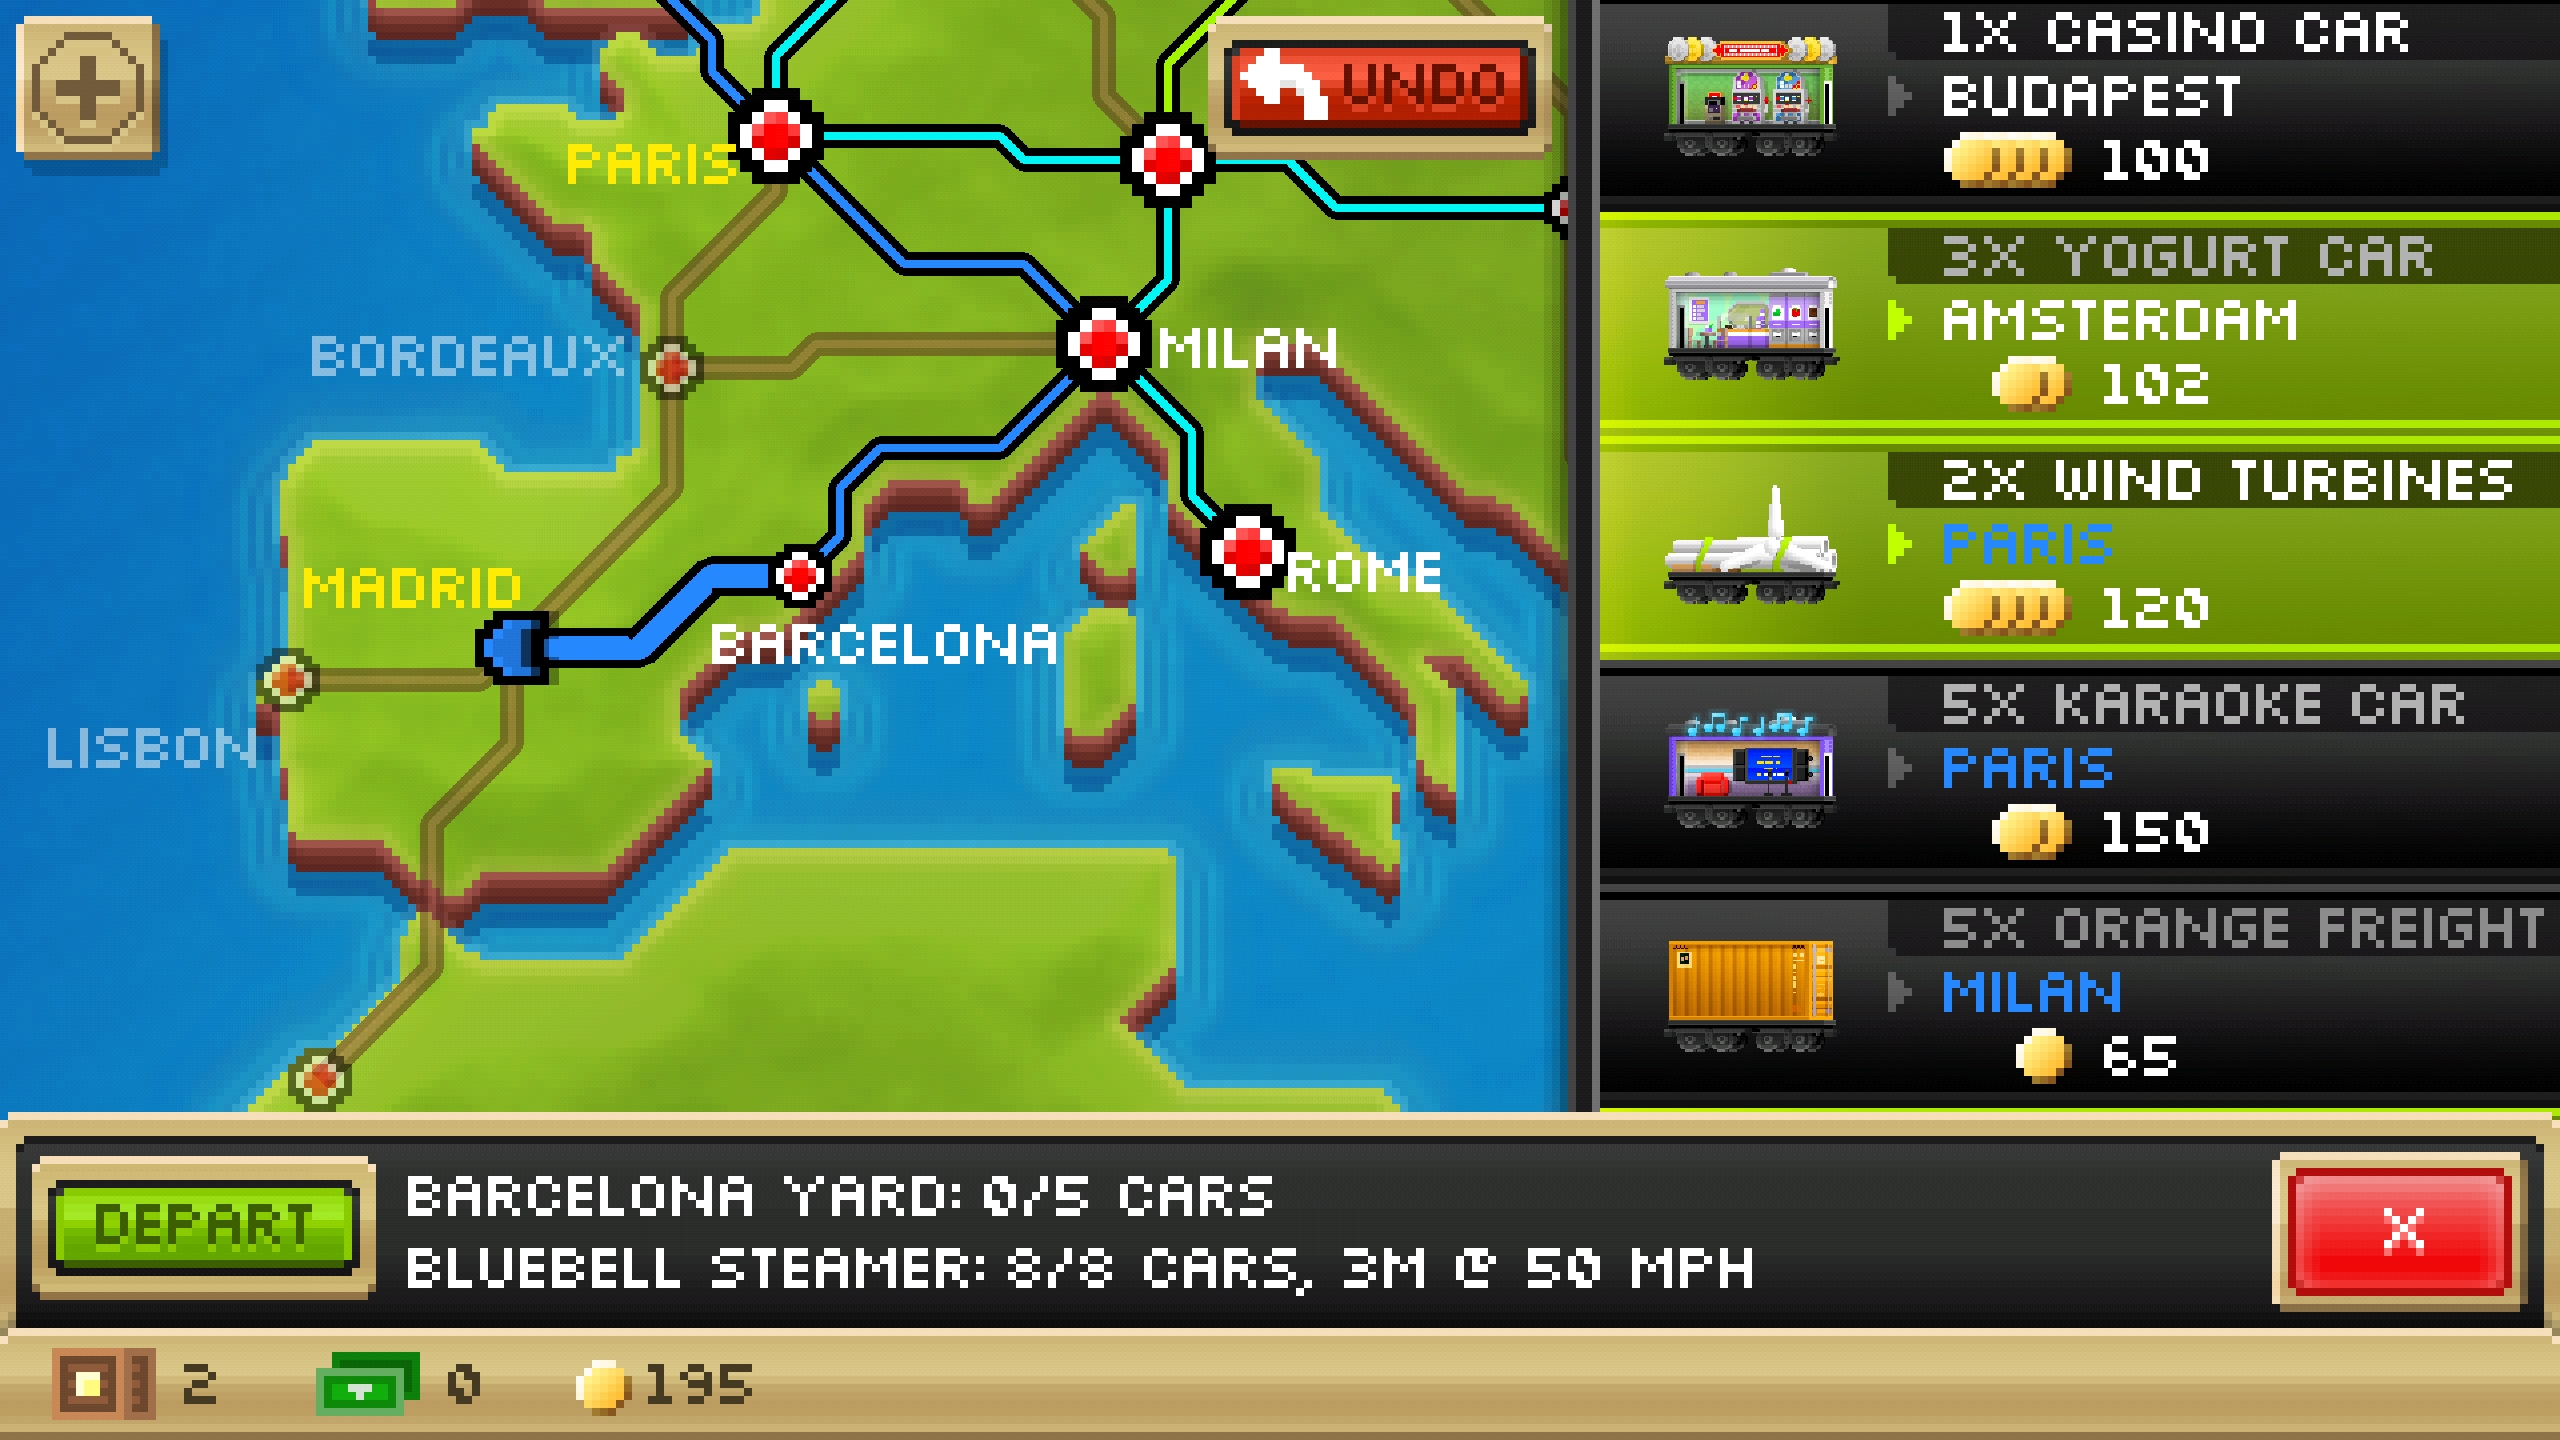 UNDO
PARIS
BORDEAUX
MILAN
MADRID
ROME
BARCELONA
LISBON
1X CASINO CAR
BUDAPEST
100
3X YOGURT CAR
AMSTERDAM
102
2X WIND TURBINES
PARIS
120
5X KARAOKE CAR
PARIS
150
5X ORANGE FREIGHT
MILAN
65
DEPART
BARCELONA YARD: 0/5 CARS
BLUEBELL STEAMER: 8/8 CARS, 3M @ 50 MPH
X
2
0
195